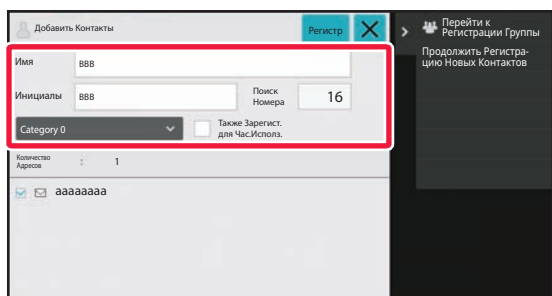 Добавить Контакты
Регистр
Перейти к
Регистрации Группы
Продолжить Регистра-
цию Новых Контактов
Имя
BBB
Инициалы
BBB
Поиск
Номера
16
Category 0
Также Зарегист.
для Час.Исполз.
Количество
Адресов
:
1
aaaaaaaa